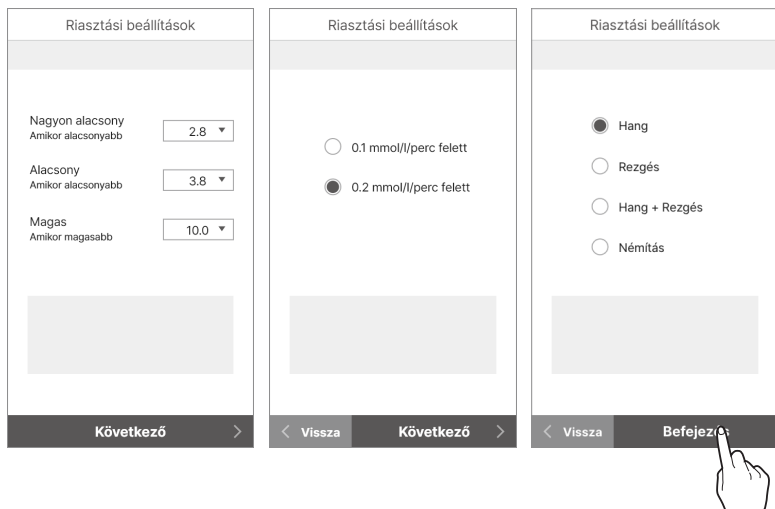 Riasztási beállítások
Nagyon alacsony
Amikor alacsonyabb
2.8
Alacsony
Amikor alacsonyabb
3.8
Magas
Amikor magasabb
10.0
Következő
Riasztási beállítások
0.1 mmol/l/perc felett
0.2 mmol/l/perc felett
Vissza
Következő
Riasztási beállítások
Hang
Rezgés
Hang + Rezgés
Némítás
Vissza
Befejezés